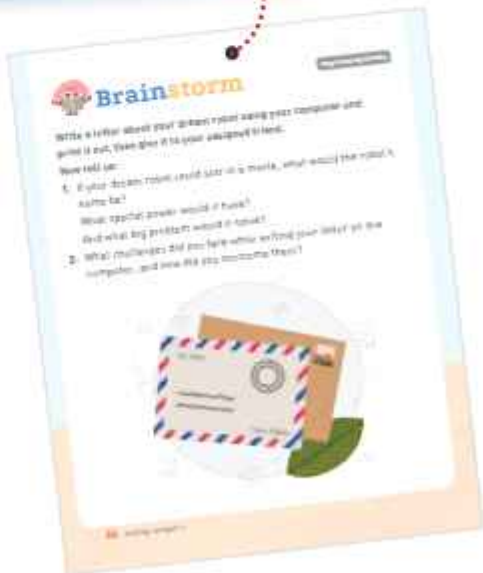 Brainstorm
Write a letter about your dream robot using your computer and
print it out, then give it to your assigned friend.
Now tell us:
1. If your dream robot could star in a movie, what would the robot's
name be?
What special power would it have?
And what big problem would it solve?
2. What challenges did you face while writing your letter on the
computer, and how did you overcome them?